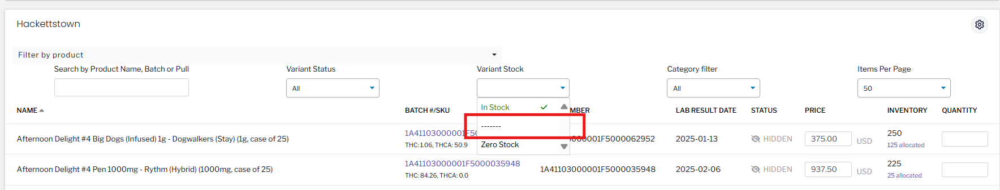 Hackettstown
Filter by product
Search by Product Name, Batch or Pull
Variant Status
Variant Stock
Category filter
Items Per Page
All
All
50
In Stock
-------
Zero Stock
NAME BATCH #/SKU MBER LAB RESULT DATE STATUS PRICE INVENTORY QUANTITY
Afternoon Delight #4 Big Dogs (Infused) 1g - Dogwalkers (Stay) (1g, case of 25) 1A41103000001F50 000001F5000062952 2025-01-13 HIDDEN 375.00 USD 250
THC: 1.06, THCA: 50.9 125 allocated
Afternoon Delight #4 Pen 1000mg - Rythm (Hybrid) (1000mg, case of 25) 1A41103000001F5000035948 1A41103000001F5000035948 2025-02-06 HIDDEN 937.50 USD 225
THC: 84.26, THCA: 0.0 25 allocated